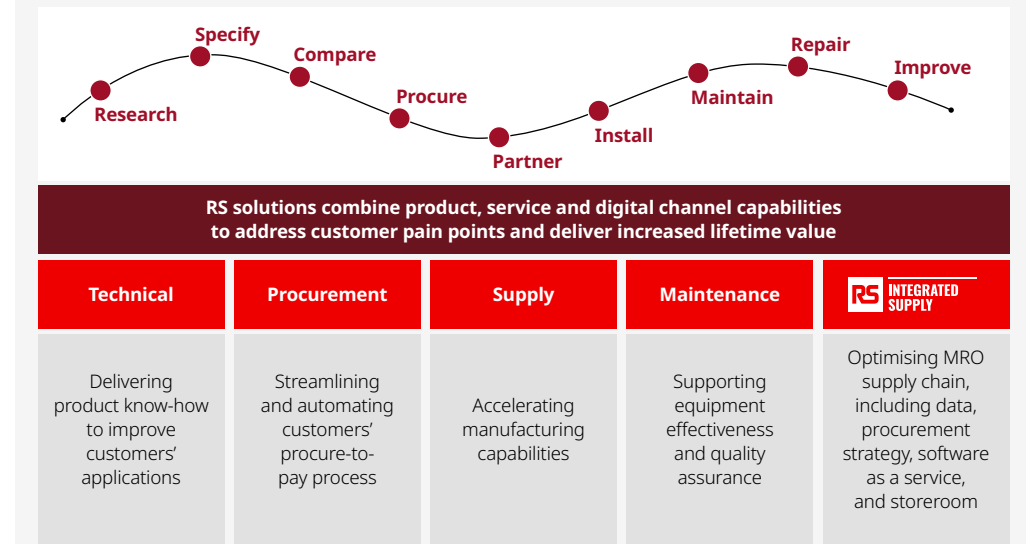 Specify
Compare
Repair
Improve
Research
Procure
Maintain
Install
Partner
RS solutions combine product, service and digital channel capabilities
to address customer pain points and deliver increased lifetime value
Technical
Procurement
Supply
Maintenance
RS INTEGRATED
SUPPLY
Delivering
product know-how
to improve
customers’
applications
Streamlining
and automating
customers’
procure-to-
pay process
Accelerating
manufacturing
capabilities
Supporting
equipment
effectiveness
and quality
assurance
Optimising MRO
supply chain,
including data,
procurement
strategy, software
as a service,
and storeroom